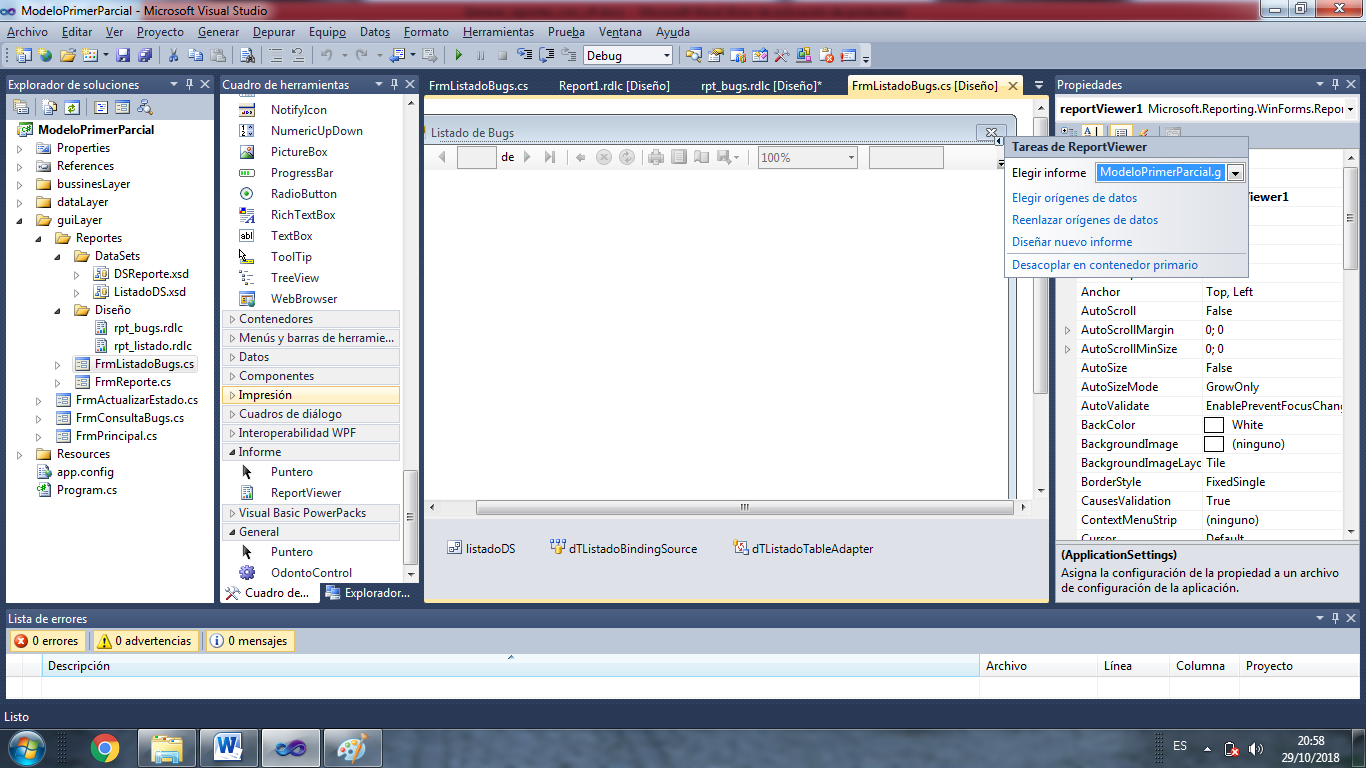 ModeloPrimerParcial - Microsoft Visual Studio
Archivo Editar Ver Proyecto Generar Depurar Equipo Datos Formato Herramientas Prueba Ventana Ayuda
Debug
Explorador de soluciones
ModeloPrimerParcial
Properties
References
bussinesLayer
dataLayer
guiLayer
Reportes
DataSets
DSReporte.xsd
ListadoDS.xsd
Diseño
rpt_bugs.rdlc
rpt_listado.rdlc
FrmListadoBugs.cs
FrmReporte.cs
FrmActualizarEstado.cs
FrmConsultaBugs.cs
FrmPrincipal.cs
Resources
app.config
Program.cs
Cuadro de herramientas
NotifyIcon
NumericUpDown
PictureBox
ProgressBar
RadioButton
RichTextBox
TextBox
ToolTip
TreeView
WebBrowser
Contenedores
Menús y barras de herramie...
Datos
Componentes
Impresión
Cuadros de diálogo
Interoperabilidad WPF
Informe
Puntero
ReportViewer
Visual Basic PowerPacks
General
Puntero
OdontoControl
Cuadro de... Explorador...
FrmListadoBugs.cs Report1.rdlc [Diseño] rpt_bugs.rdlc [Diseño]* FrmListadoBugs.cs [Diseño]
Listado de Bugs
de 100%
listadoDS dTListadoBindingSource dTListadoTableAdapter
Tareas de ReportViewer
Elegir informe ModeloPrimerParcial.g
Elegir orígenes de datos
Reenlazar orígenes de datos
Diseñar nuevo informe
Desacoplar en contenedor primario
Propiedades
reportViewer1 Microsoft.Reporting.WinForms.Repor
Viewer1
Anchor Top, Left
AutoScroll False
AutoScrollMargin 0; 0
AutoScrollMinSize 0; 0
AutoSize False
AutoSizeMode GrowOnly
AutoValidate EnablePreventFocusChang
BackColor White
BackgroundImage (ninguno)
BackgroundImageLayc Tile
BorderStyle FixedSingle
CausesValidation True
ContextMenuStrip (ninguno)
Cursor Default
(ApplicationSettings)
Asigna la configuración de la propiedad a un archivo
de configuración de la aplicación.
Lista de errores
0 errores 0 advertencias 0 mensajes
Descripción Archivo Línea Columna Proyecto
Listo
ES
20:58
29/10/2018